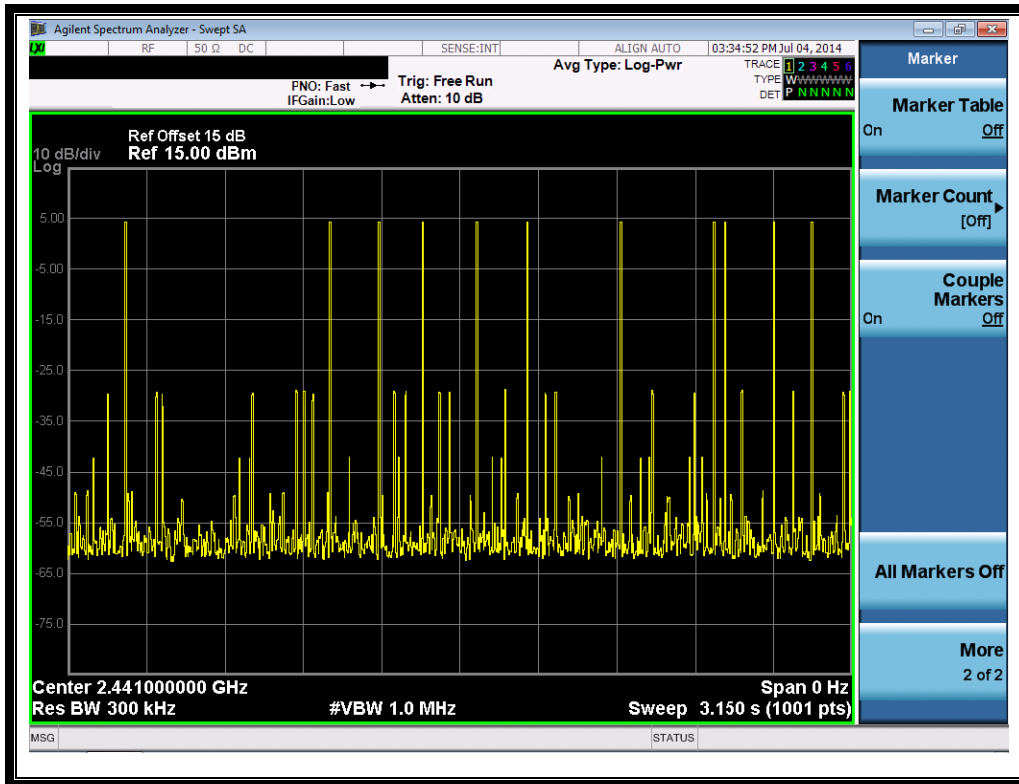 Agilent Spectrum Analyzer - Swept SA
LXI RF 50 Ω DC SENSE:INT ALIGN AUTO 03:34:52 PM Jul 04, 2014
Avg Type: Log-Pwr
TRACE 1 2 3 4 5 6
TYPE WWWWWW
DET P N N N N N
PNO: Fast
IFGain:Low
Trig: Free Run
Atten: 10 dB
Ref Offset 15 dB
10 dB/div Ref 15.00 dBm
Log
5.00
-5.00
-15.0
-25.0
-35.0
-45.0
-55.0
-65.0
-75.0
Center 2.441000000 GHz Span 0 Hz
Res BW 300 kHz #VBW 1.0 MHz Sweep 3.150 s (1001 pts)
MSG STATUS
Marker
Marker Table
On Off
Marker Count
[Off]
Couple
Markers
On Off
All Markers Off
More
2 of 2